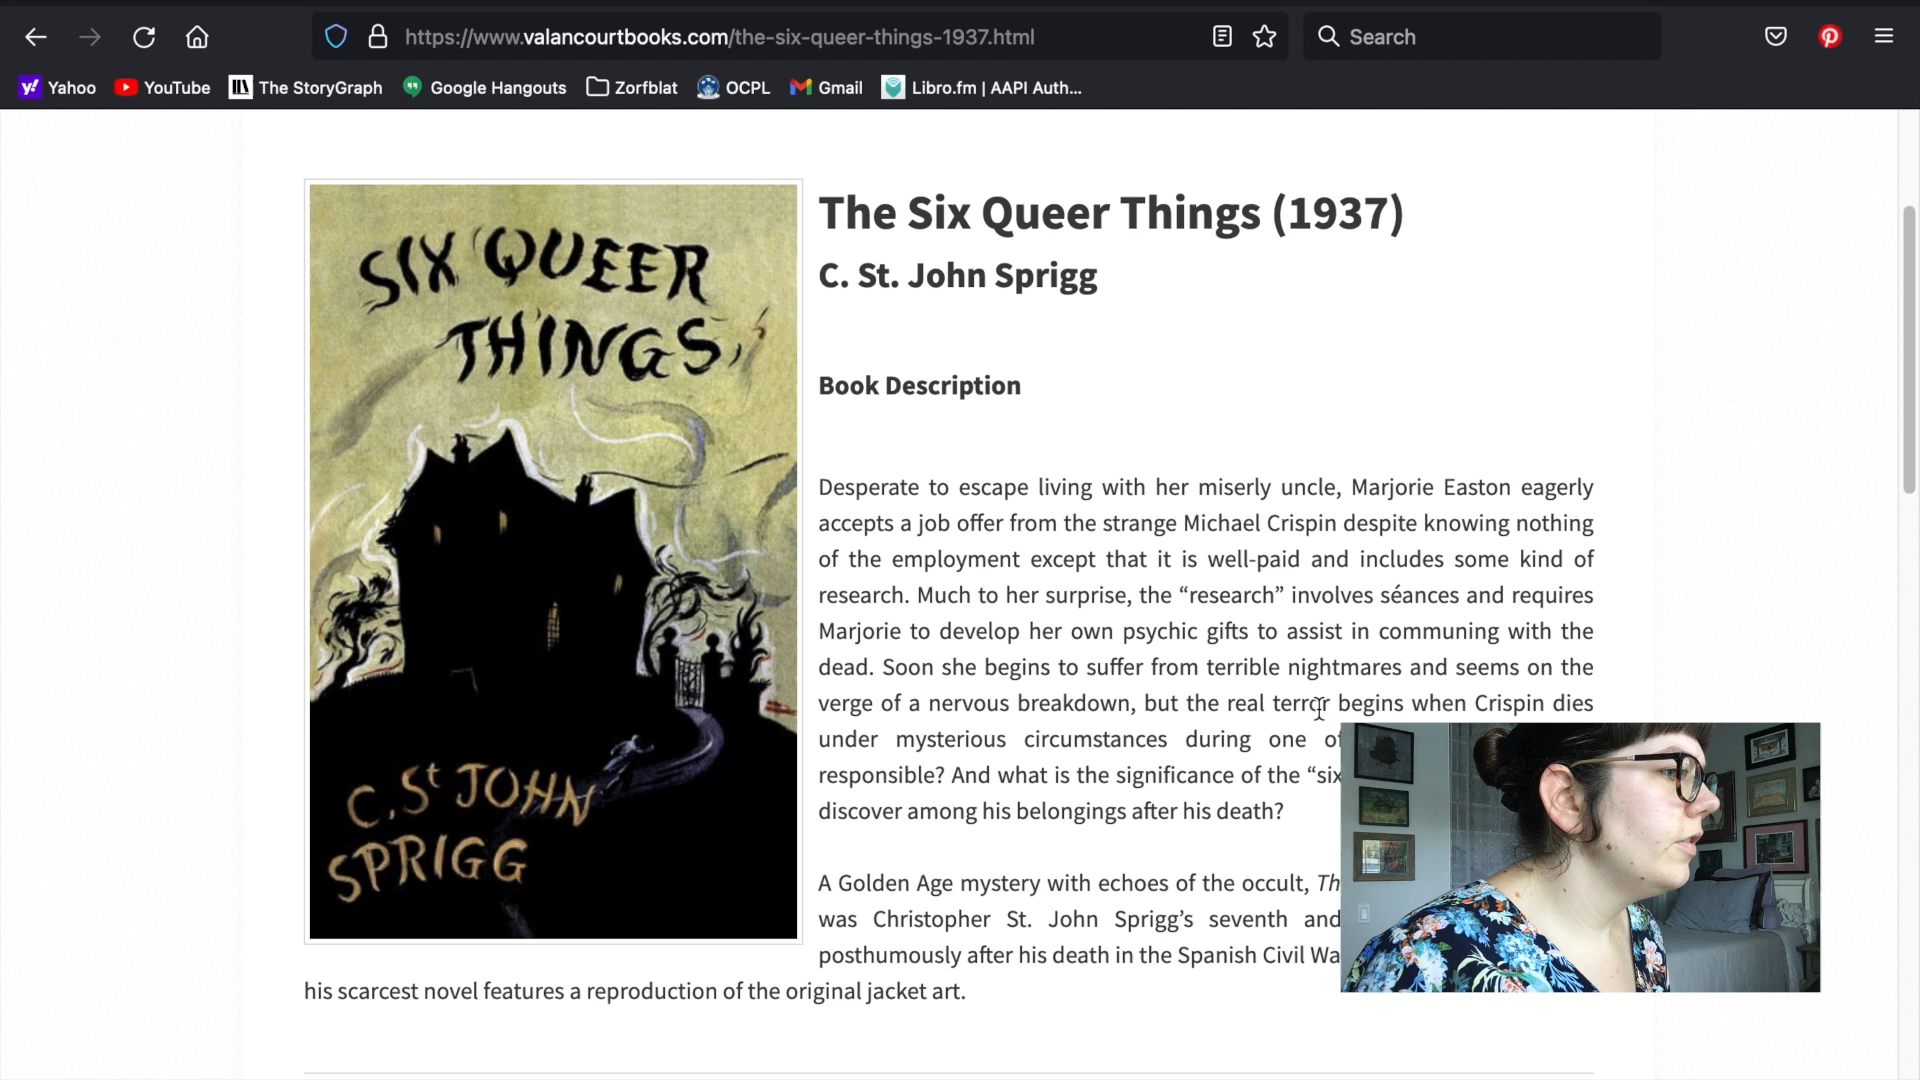 https://www.valancourtbooks.com/the-six-queer-things-1937.html
Search
Yahoo
YouTube
The StoryGraph
Google Hangouts
Zorfblat
OCPL
Gmail
Libro.fm | AAPI Auth...
SIX QUEER
THINGS
C. St JOHN
SPRIGG
The Six Queer Things (1937)
C. St. John Sprigg
Book Description
Desperate to escape living with her miserly uncle, Marjorie Easton eagerly
accepts a job offer from the strange Michael Crispin despite knowing nothing
of the employment except that it is well-paid and includes some kind of
research. Much to her surprise, the “research” involves séances and requires
Marjorie to develop her own psychic gifts to assist in communing with the
dead. Soon she begins to suffer from terrible nightmares and seems on the
verge of a nervous breakdown, but the real terror begins when Crispin dies
under mysterious circumstances during one of
responsible? And what is the significance of the “six
discover among his belongings after his death?
A Golden Age mystery with echoes of the occult, Th
was Christopher St. John Sprigg’s seventh and
posthumously after his death in the Spanish Civil Wa
his scarcest novel features a reproduction of the original jacket art.